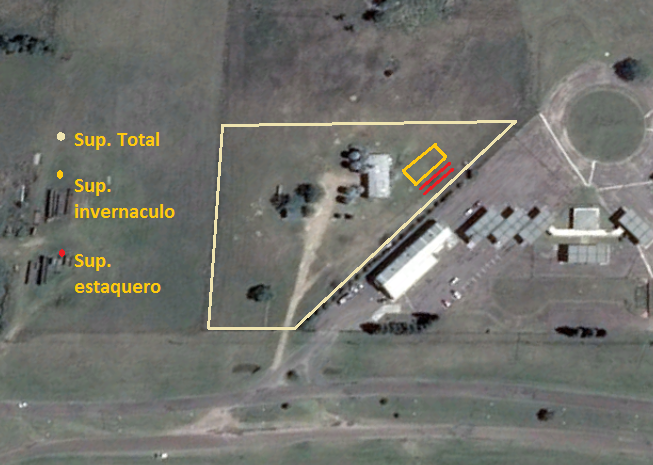 Sup. Total
Sup.
invernaculo
Sup.
estaquero